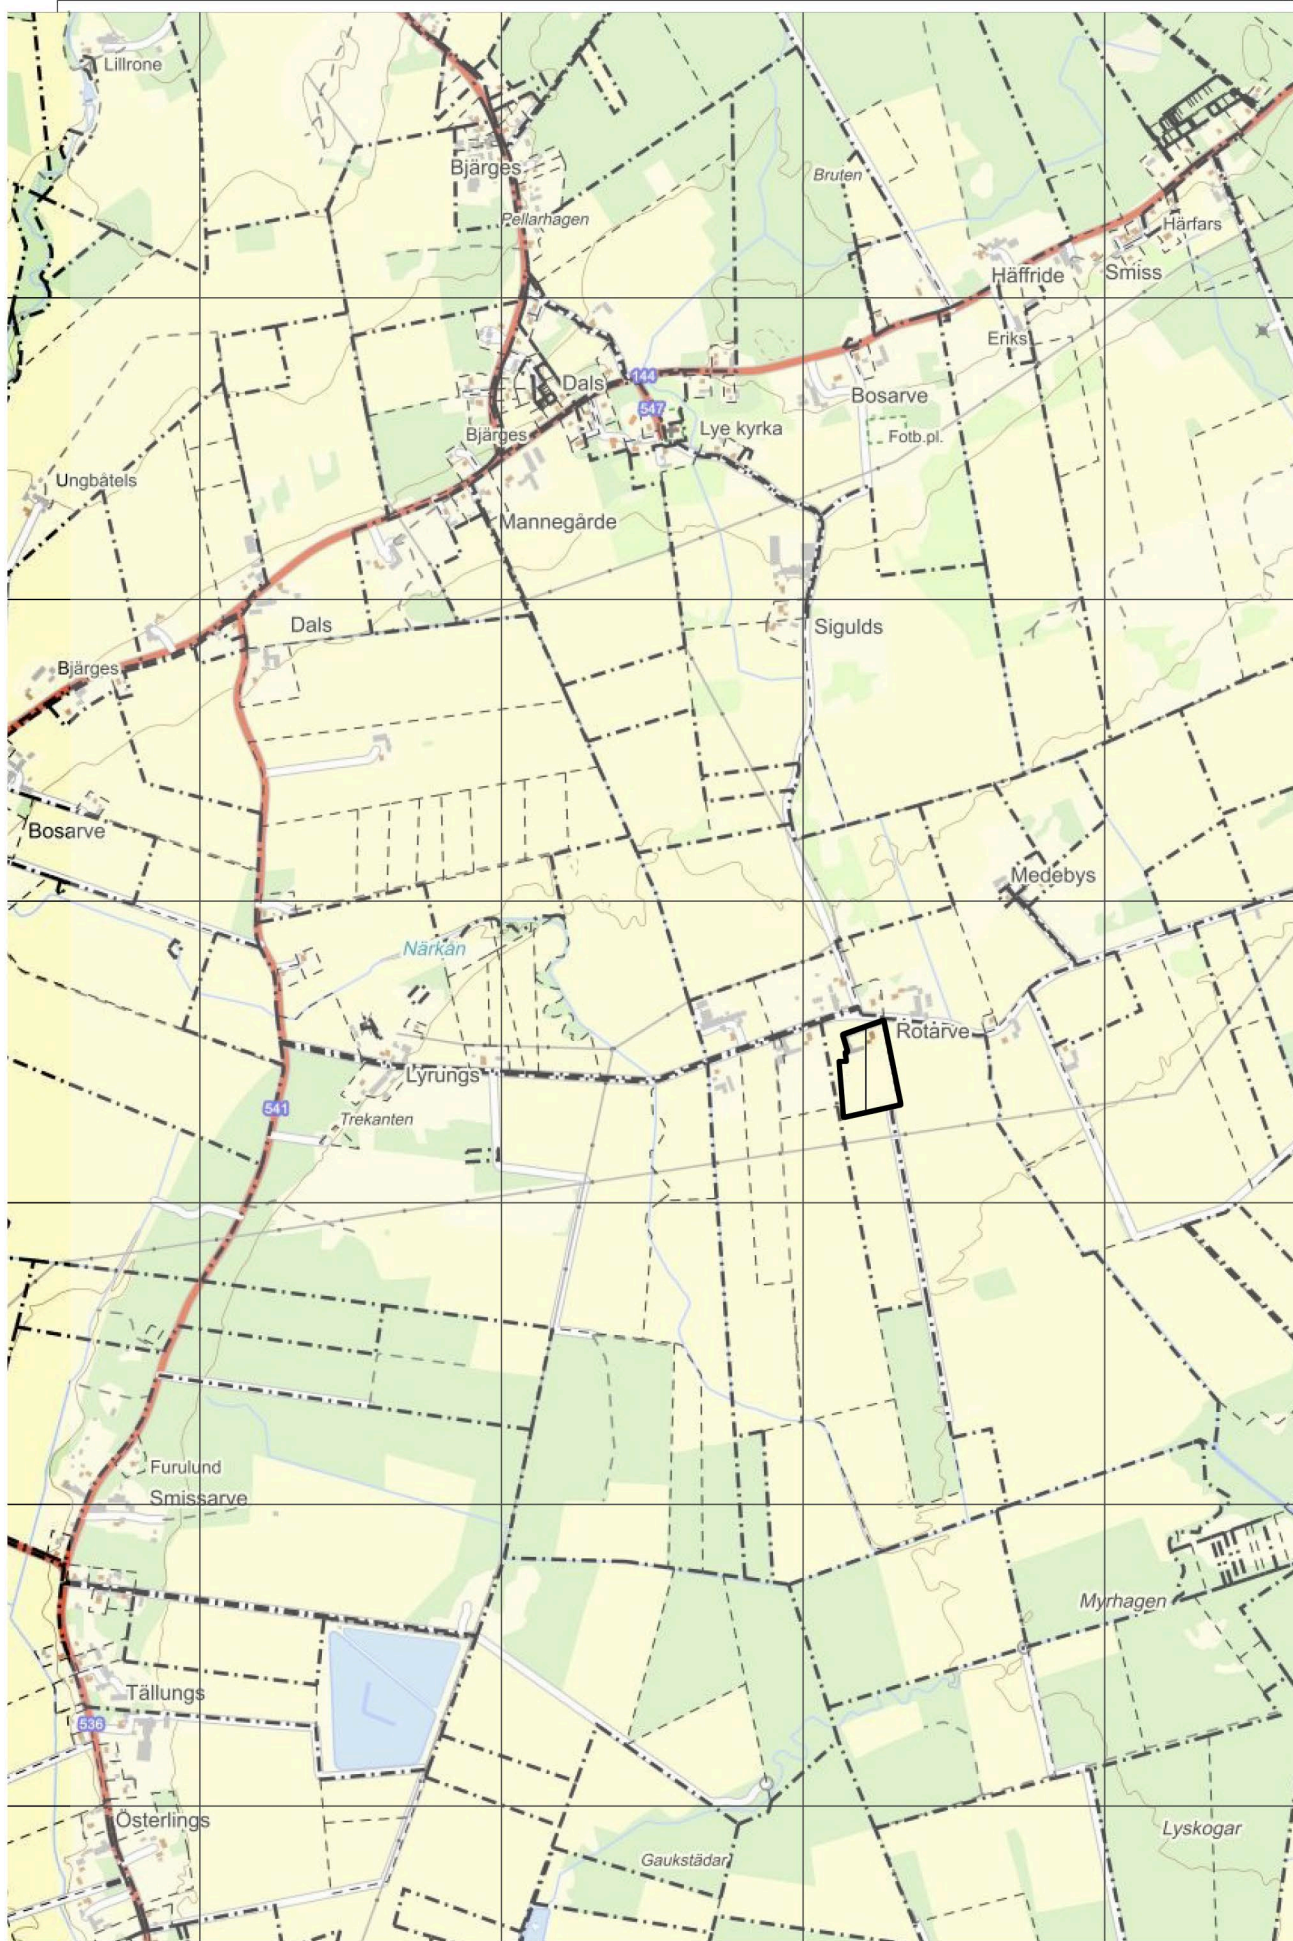 Lillrone
Bjärges
Bruten
Pellarhagen
Härfars
Häffride
Smiss
Eriks
144
Dals
Bosarve
547
Lye kyrka
Bjärges
Fotb.pl.
Ungbåtels
Mannegårde
Dals
Sigulds
Bjärges
Bosarve
Medebys
Närkån
Rotarve
Lyrungs
541
Trekanten
Furulund
Smissarve
Myrhagen
Tällungs
536
Österlings
Lyskogar
Gaukstädar